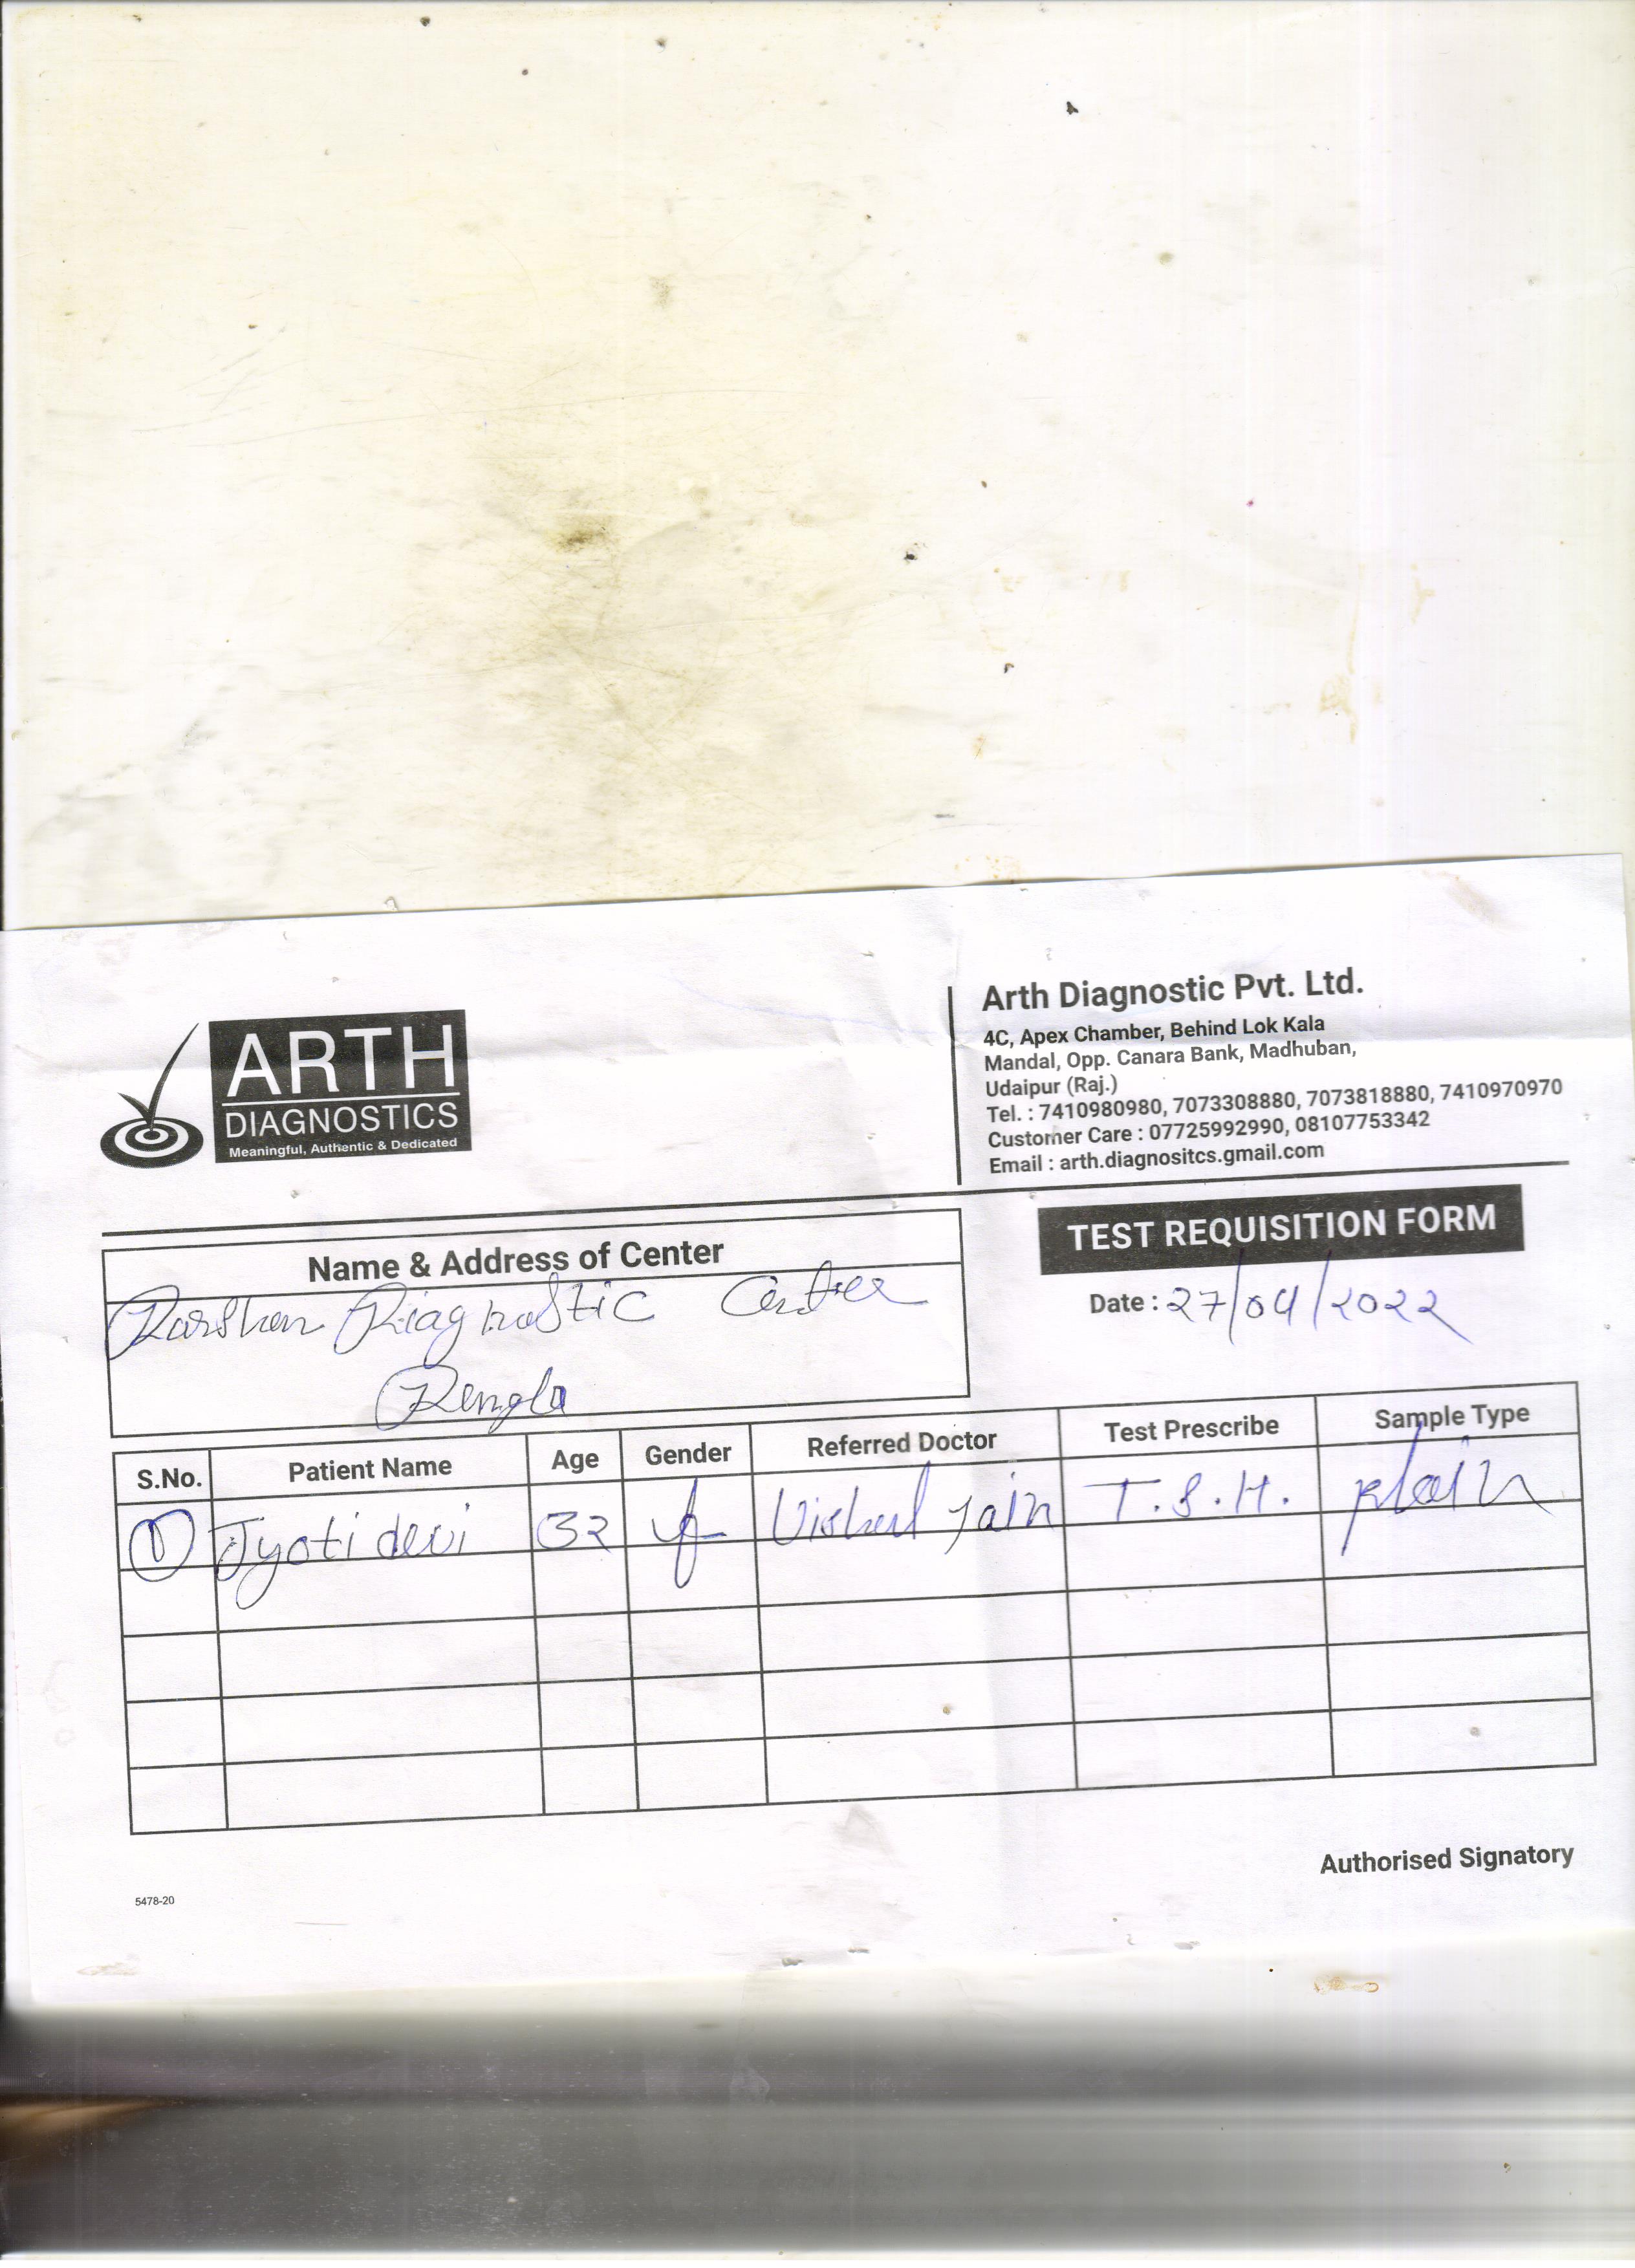 ARTH
DIAGNOSTICS
Meaningful, Authentic & Dedicated
Arth Diagnostic Pvt. Ltd.
4C, Apex Chamber, Behind Lok Kala
Mandal, Opp. Canara Bank, Madhuban,
Udaipur (Raj.)
Tel. : 7410980980, 7073308880, 7073818880, 7410970970
Customer Care : 07725992990, 08107753342
Email : arth.diagnositcs.gmail.com
TEST REQUISITION FORM
Date : 27/04/2022
Name & Address of Center
Darshan Diagnostic Center
S.No. Patient Name Age Gender Referred Doctor Test Prescribe Sample Type
1 Jyoti devi 32 f Vishal Jain T.S.H. plain
Authorised Signatory
5478-20